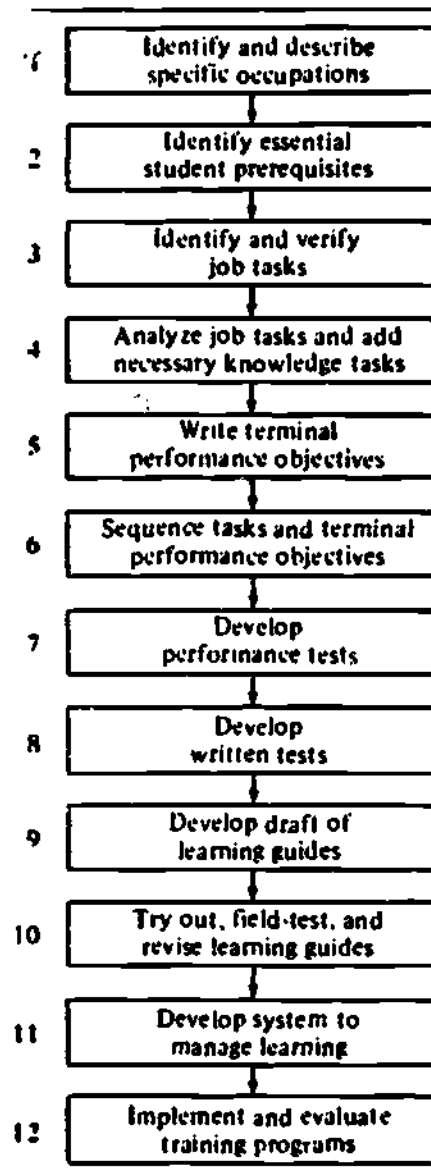 1 Identify and describe
specific occupations
2 Identify essential
student prerequisites
3 Identify and verify
job tasks
4 Analyze job tasks and add
necessary knowledge tasks
5 Write terminal
performance objectives
6 Sequence tasks and terminal
performance objectives
7 Develop
performance tests
8 Develop
written tests
9 Develop draft of
learning guides
10 Try out, field-test, and
revise learning guides
11 Develop system to
manage learning
12 Implement and evaluate
training programs